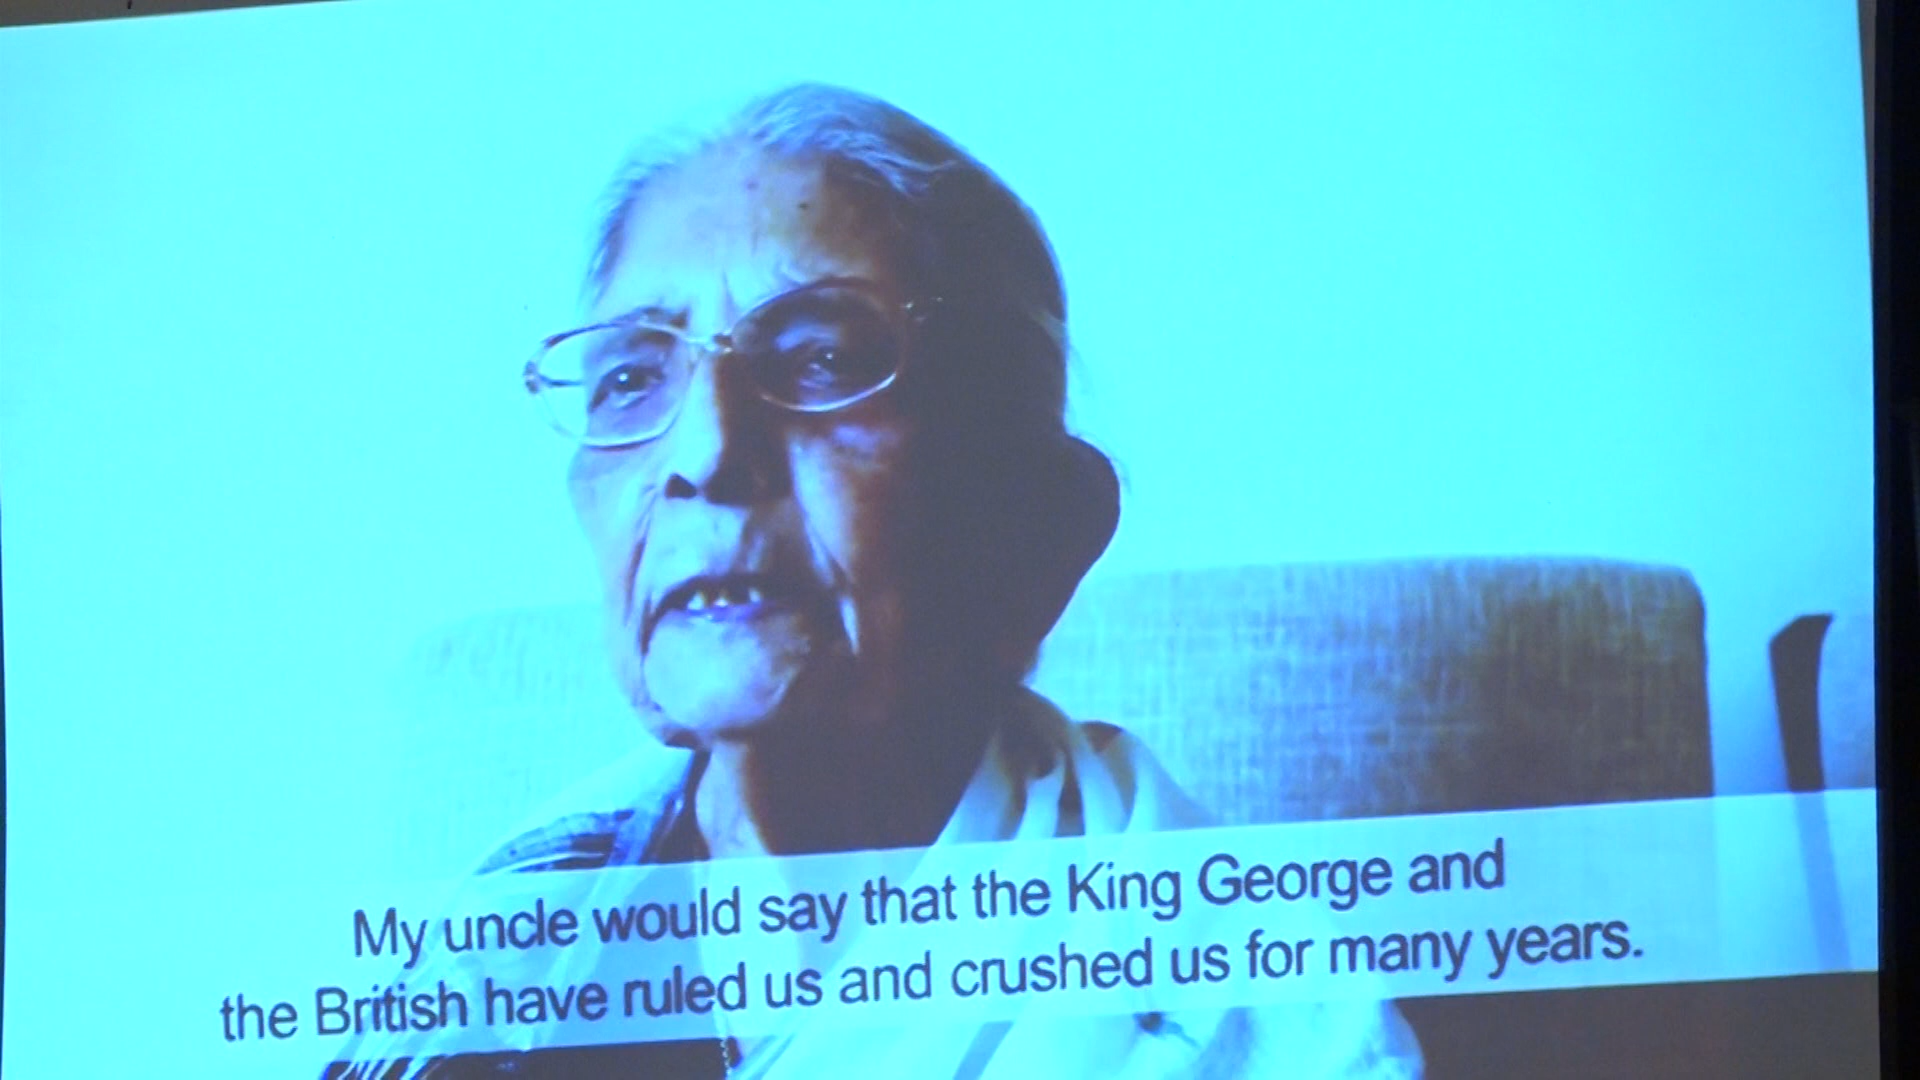 My uncle would say that the King George and
the British have ruled us and crushed us for many years.